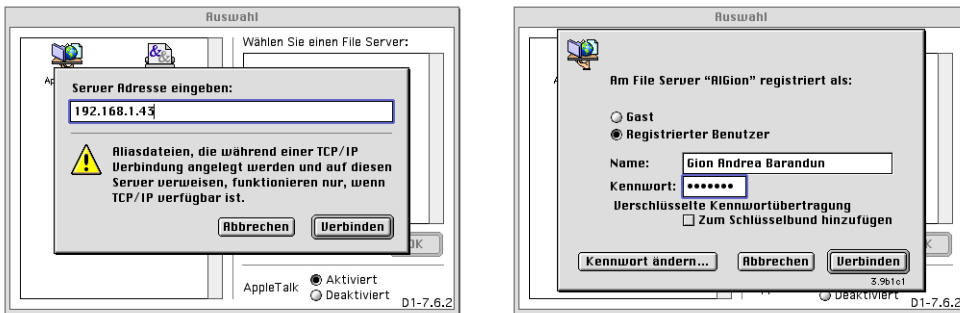 Auswahl
Wählen Sie einen File Server:
Ap
Server Adresse eingeben:
192.168.1.43
Aliasdateien, die während einer TCP/IP
Verbindung angelegt werden und auf diesen
Server verweisen, funktionieren nur, wenn
TCP/IP verfügbar ist.
Abbrechen
Verbinden
OK
AppleTalk
Aktiviert
Deaktiviert
D1-7.6.2
Auswahl
Am File Server “AlGion” registriert als:
Gast
Registrierter Benutzer
Name:
Gion Andrea Barandun
Kennwort:
•••••••
Verschlüsselte Kennwortübertragung
Zum Schlüsselbund hinzufügen
Kennwort ändern...
Abbrechen
Verbinden
3.9b1c1
Deaktiviert
D1-7.6.2